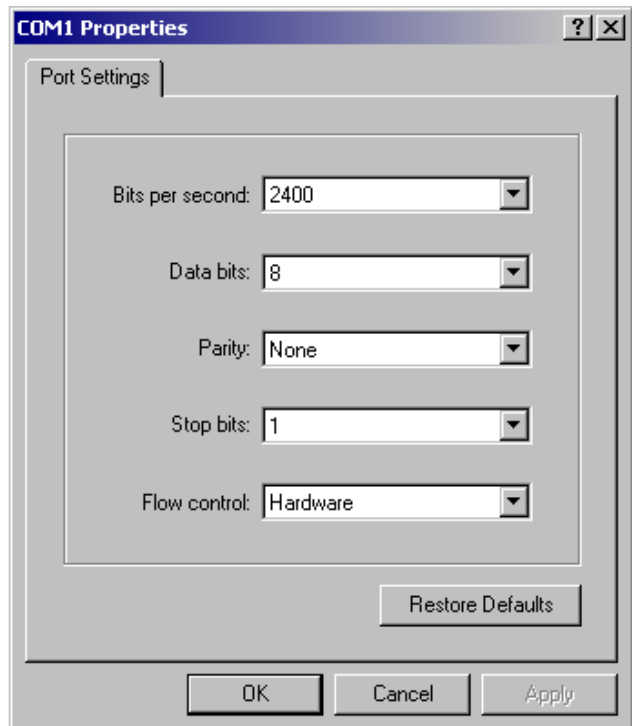 COM1 Properties
Port Settings
Bits per second: 2400
Data bits: 8
Parity: None
Stop bits: 1
Flow control: Hardware
Restore Defaults
OK Cancel Apply